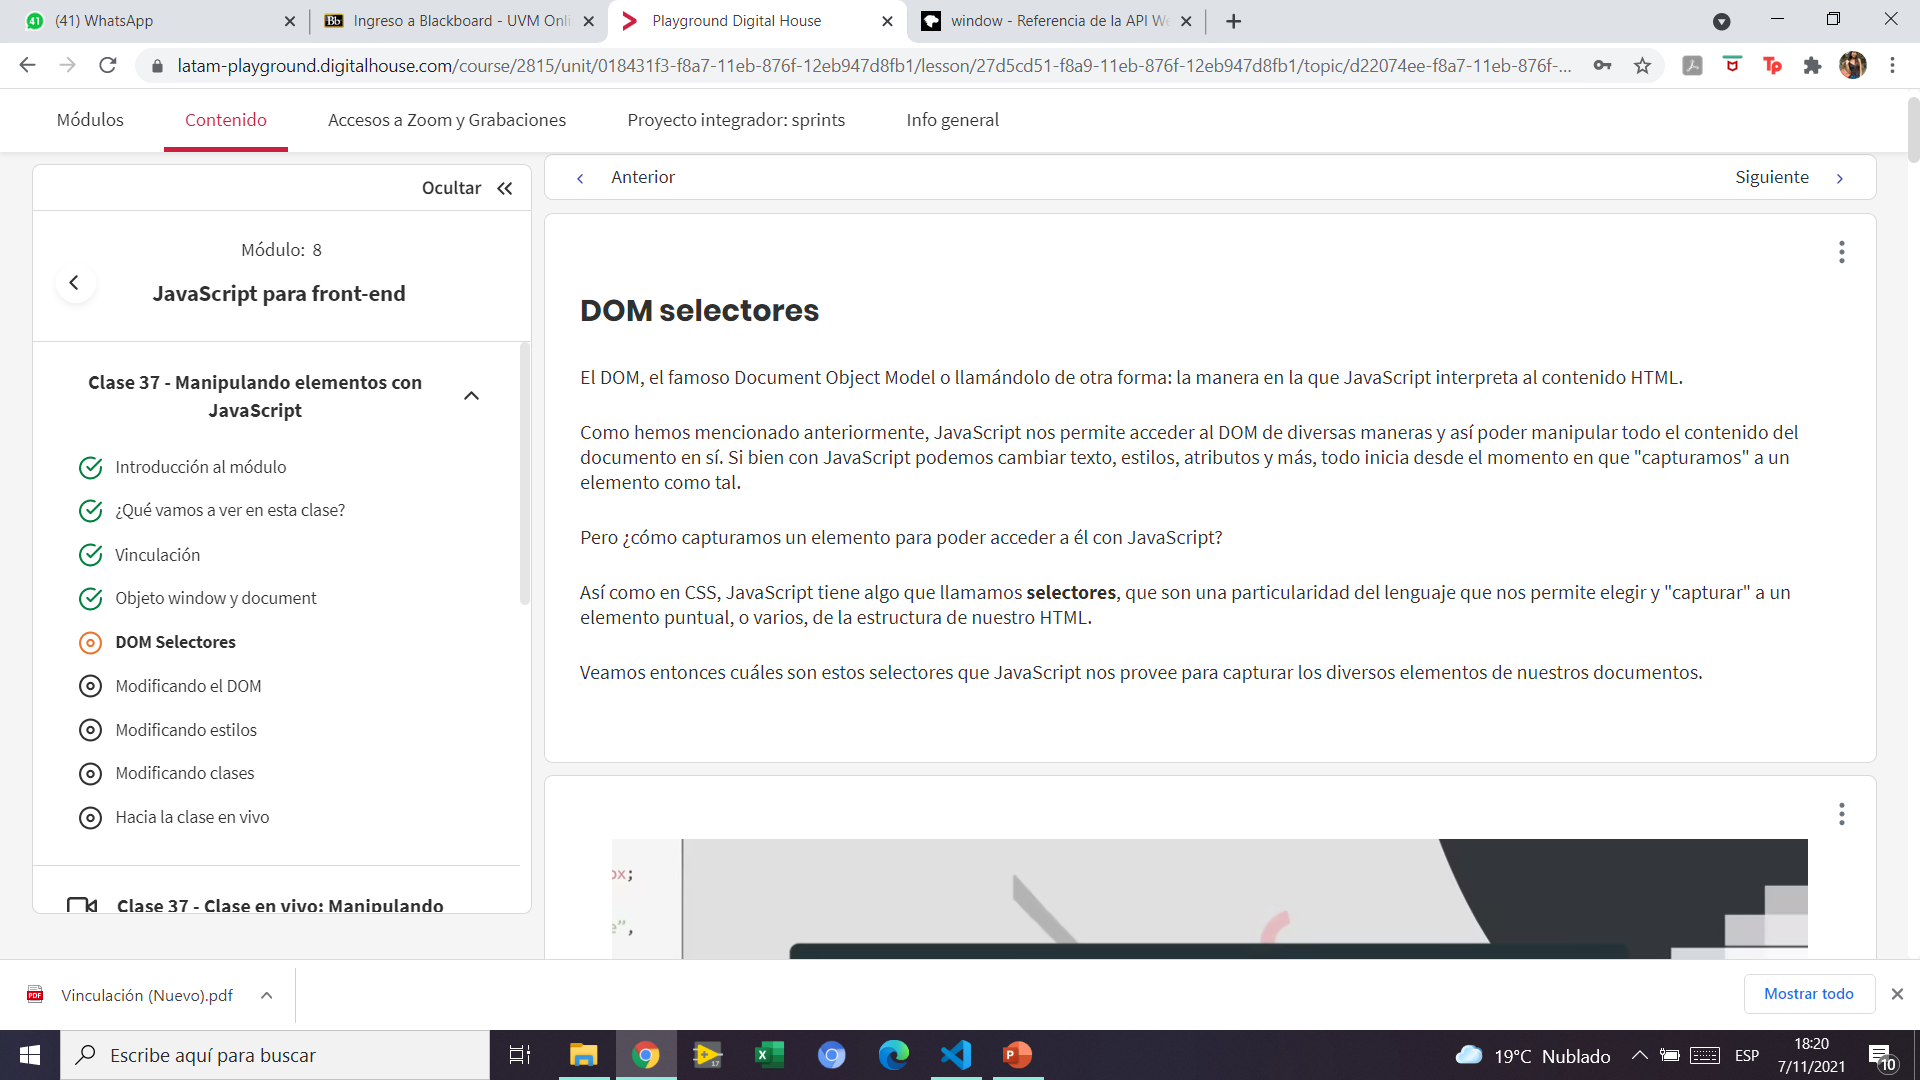 (41) WhatsApp
Ingreso a Blackboard - UVM Onli
Playground Digital House
window - Referencia de la API We
latam-playground.digitalhouse.com/course/2815/unit/018431f3-f8a7-11eb-876f-12eb947d8fb1/lesson/27d5cd51-f8a9-11eb-876f-12eb947d8fb1/topic/d22074ee-f8a7-11eb-876f-...
Módulos
Contenido
Accesos a Zoom y Grabaciones
Proyecto integrador: sprints
Info general
Ocultar
Módulo: 8
JavaScript para front-end
Clase 37 - Manipulando elementos con
JavaScript
Introducción al módulo
¿Qué vamos a ver en esta clase?
Vinculación
Objeto window y document
DOM Selectores
Modificando el DOM
Modificando estilos
Modificando clases
Hacia la clase en vivo
Clase 37 - Clase en vivo: Manipulando
Anterior
Siguiente
DOM selectores
El DOM, el famoso Document Object Model o llamándolo de otra forma: la manera en la que JavaScript interpreta al contenido HTML.
Como hemos mencionado anteriormente, JavaScript nos permite acceder al DOM de diversas maneras y así poder manipular todo el contenido del
documento en sí. Si bien con JavaScript podemos cambiar texto, estilos, atributos y más, todo inicia desde el momento en que "capturamos" a un
elemento como tal.
Pero ¿cómo capturamos un elemento para poder acceder a él con JavaScript?
Así como en CSS, JavaScript tiene algo que llamamos selectores, que son una particularidad del lenguaje que nos permite elegir y "capturar" a un
elemento puntual, o varios, de la estructura de nuestro HTML.
Veamos entonces cuáles son estos selectores que JavaScript nos provee para capturar los diversos elementos de nuestros documentos.
ox;
e”,
Vinculación (Nuevo).pdf
Mostrar todo
Escribe aquí para buscar
19°C Nublado
ESP
18:20
7/11/2021
10